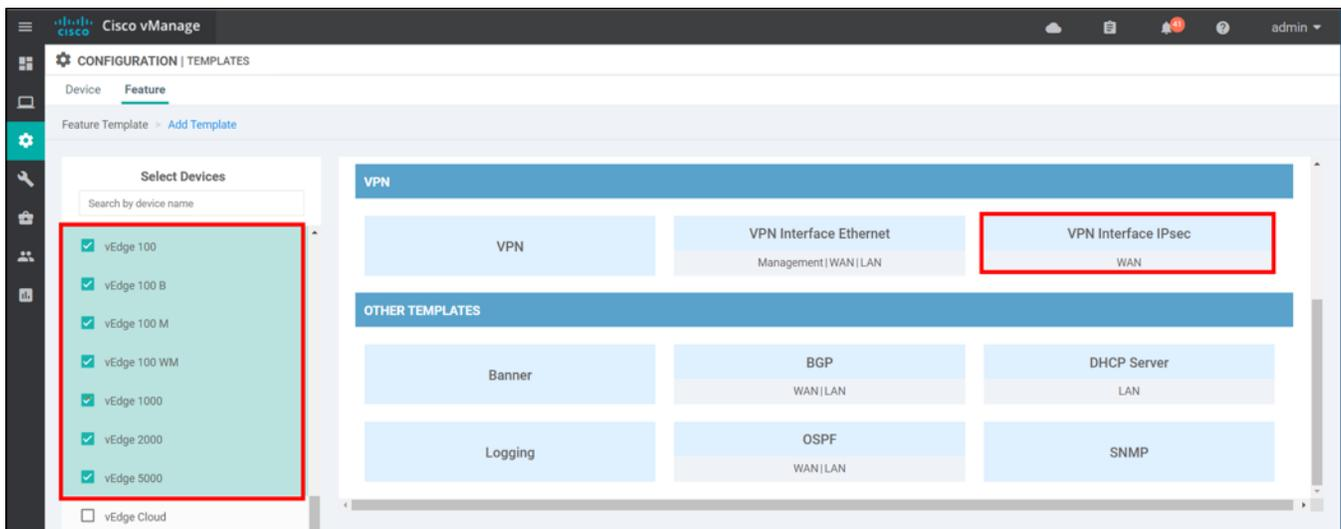 cisco Cisco vManage
41
admin
CONFIGURATION | TEMPLATES
Device Feature
Feature Template > Add Template
Select Devices
Search by device name
vEdge 100
vEdge 100 B
vEdge 100 M
vEdge 100 WM
vEdge 1000
vEdge 2000
vEdge 5000
vEdge Cloud
VPN
VPN
VPN Interface Ethernet
Management | WAN | LAN
VPN Interface IPsec
WAN
OTHER TEMPLATES
Banner
BGP
WAN | LAN
DHCP Server
LAN
Logging
OSPF
WAN | LAN
SNMP